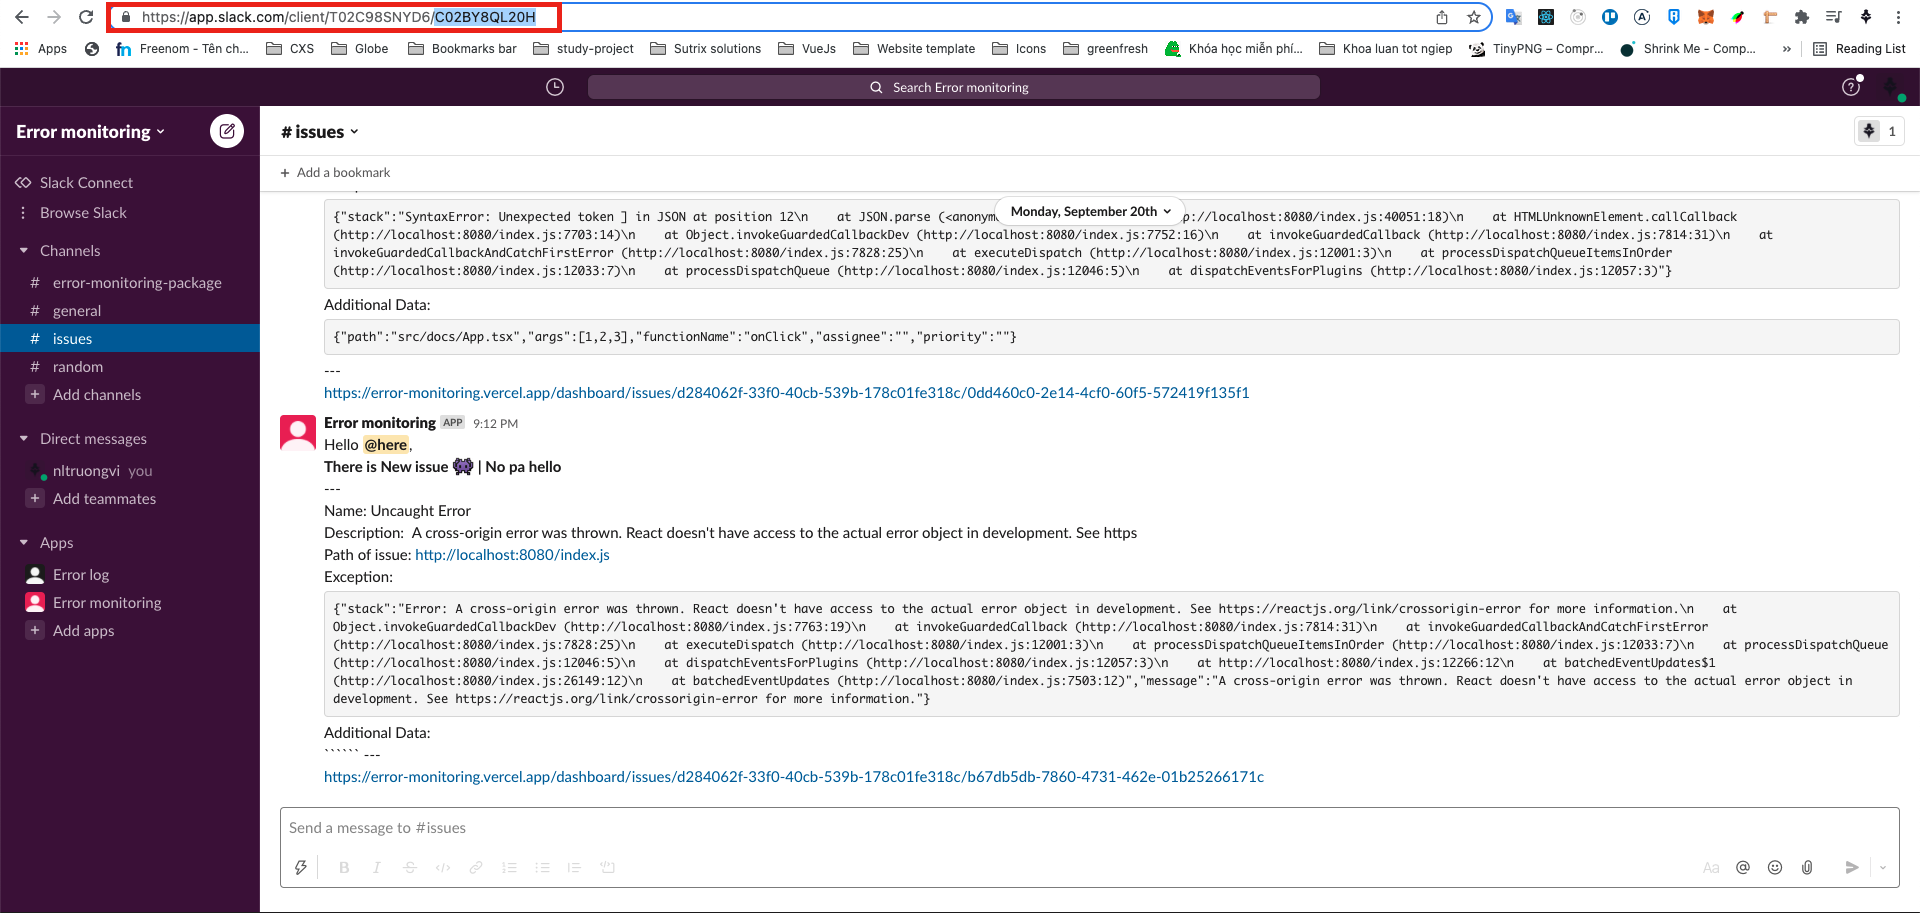 https://app.slack.com/client/T02C98SNYD6/C02BY8QL20H
Apps
fn Freenom - Tên ch...
CXS
Globe
Bookmarks bar
study-project
Sutrix solutions
VueJs
Website template
Icons
greenfresh
Khóa học miễn phí...
Khoa luan tot ngiep
TinyPNG – Compr...
Shrink Me - Comp...
»
Reading List
Search Error monitoring
Error monitoring
Slack Connect
Browse Slack
Channels
# error-monitoring-package
# general
# issues
# random
+ Add channels
Direct messages
nltruongvi you
+ Add teammates
Apps
Error log
Error monitoring
+ Add apps
# issues
1
+ Add a bookmark
Monday, September 20th
{"stack":"SyntaxError: Unexpected token ] in JSON at position 12\n    at JSON.parse (<anonym p://localhost:8080/index.js:40051:18)\n    at HTMLUnknownElement.callCallback
(http://localhost:8080/index.js:7703:14)\n    at Object.invokeGuardedCallbackDev (http://localhost:8080/index.js:7752:16)\n    at invokeGuardedCallback (http://localhost:8080/index.js:7814:31)\n    at
invokeGuardedCallbackAndCatchFirstError (http://localhost:8080/index.js:7828:25)\n    at executeDispatch (http://localhost:8080/index.js:12001:3)\n    at processDispatchQueueItemsInOrder
(http://localhost:8080/index.js:12033:7)\n    at processDispatchQueue (http://localhost:8080/index.js:12046:5)\n    at dispatchEventsForPlugins (http://localhost:8080/index.js:12057:3)"}
Additional Data:
{"path":"src/docs/App.tsx","args":[1,2,3],"functionName":"onClick","assignee":"","priority":""}
---
https://error-monitoring.vercel.app/dashboard/issues/d284062f-33f0-40cb-539b-178c01fe318c/0dd460c0-2e14-4cf0-60f5-572419f135f1
Error monitoring APP 9:12 PM
Hello @here,
There is New issue 👾 | No pa hello
---
Name: Uncaught Error
Description:  A cross-origin error was thrown. React doesn't have access to the actual error object in development. See https
Path of issue: http://localhost:8080/index.js
Exception:
{"stack":"Error: A cross-origin error was thrown. React doesn't have access to the actual error object in development. See https://reactjs.org/link/crossorigin-error for more information.\n    at
Object.invokeGuardedCallbackDev (http://localhost:8080/index.js:7763:19)\n    at invokeGuardedCallback (http://localhost:8080/index.js:7814:31)\n    at invokeGuardedCallbackAndCatchFirstError
(http://localhost:8080/index.js:7828:25)\n    at executeDispatch (http://localhost:8080/index.js:12001:3)\n    at processDispatchQueueItemsInOrder (http://localhost:8080/index.js:12033:7)\n    at processDispatchQueue
(http://localhost:8080/index.js:12046:5)\n    at dispatchEventsForPlugins (http://localhost:8080/index.js:12057:3)\n    at http://localhost:8080/index.js:12266:12\n    at batchedEventUpdates$1
(http://localhost:8080/index.js:26149:12)\n    at batchedEventUpdates (http://localhost:8080/index.js:7503:12)","message":"A cross-origin error was thrown. React doesn't have access to the actual error object in
development. See https://reactjs.org/link/crossorigin-error for more information."}
Additional Data:
`````` ---
https://error-monitoring.vercel.app/dashboard/issues/d284062f-33f0-40cb-539b-178c01fe318c/b67db5db-7860-4731-462e-01b25266171c
Send a message to #issues
B I S </>
Aa @